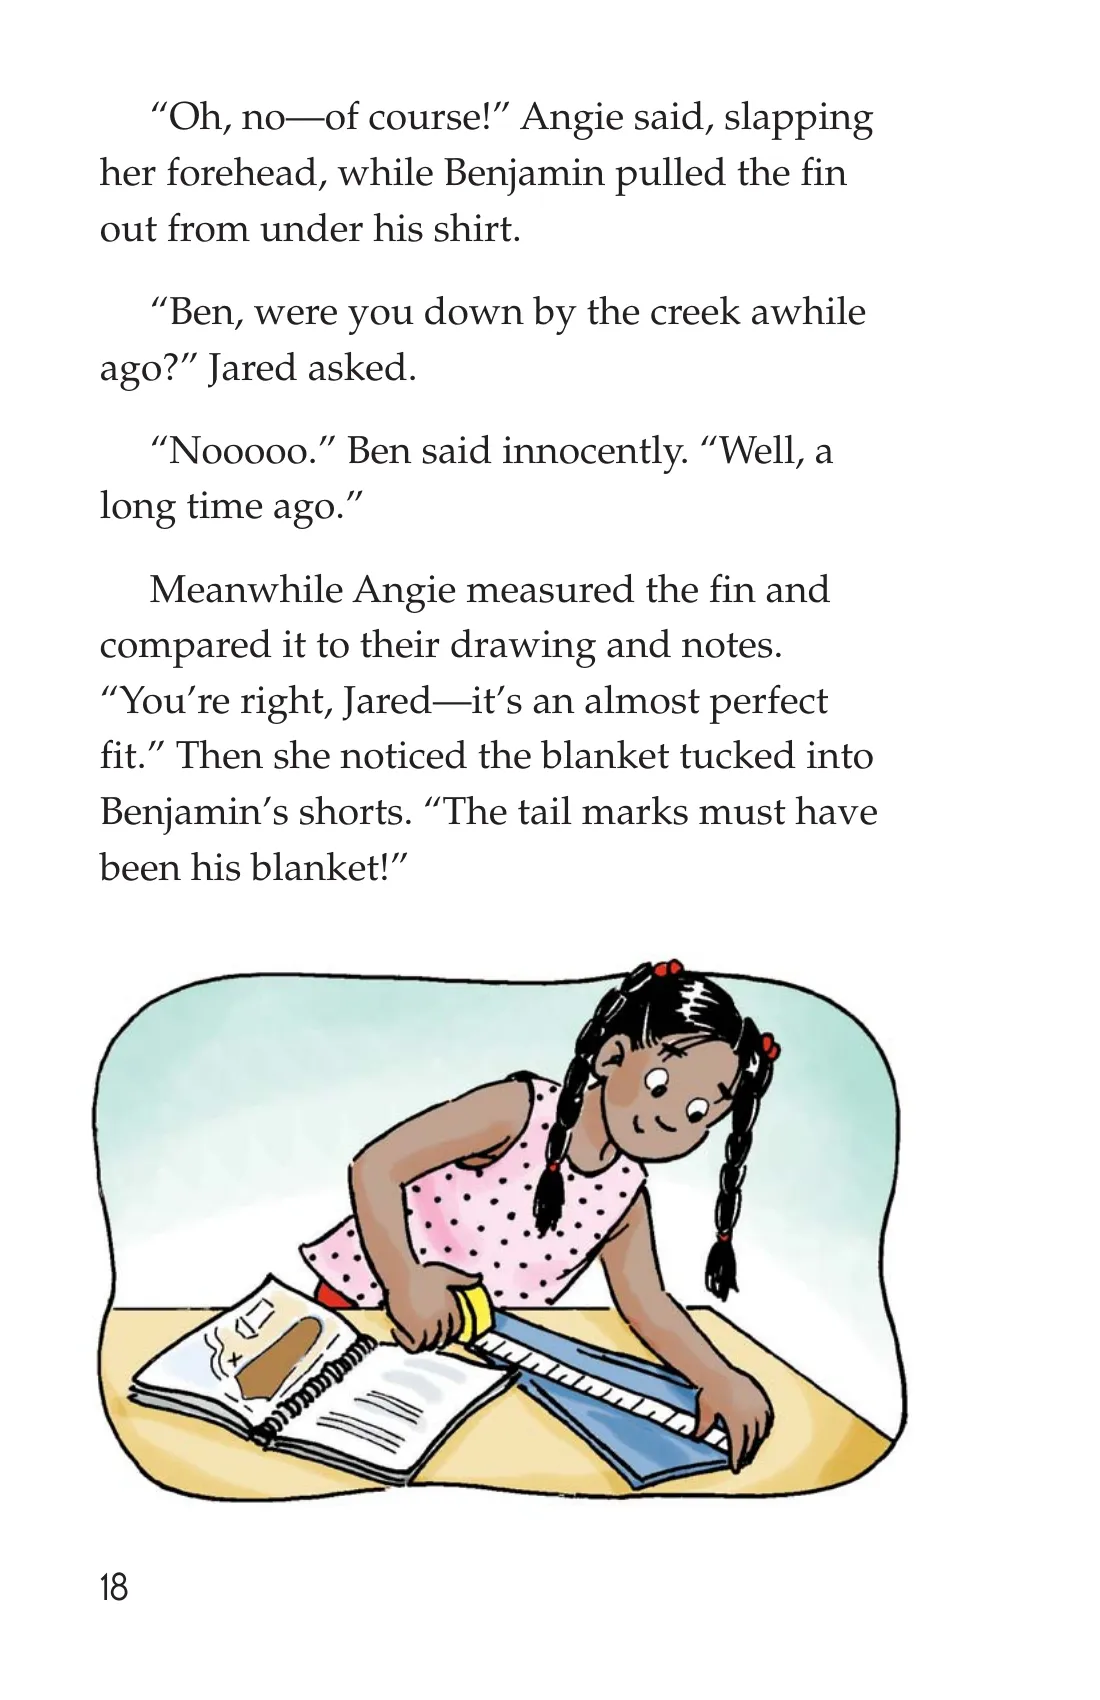 “Oh, no—of course!” Angie said, slapping
her forehead, while Benjamin pulled the fin
out from under his shirt.
“Ben, were you down by the creek awhile
ago?” Jared asked.
“Nooooo.” Ben said innocently. “Well, a
long time ago.”
Meanwhile Angie measured the fin and
compared it to their drawing and notes.
“You’re right, Jared—it’s an almost perfect
fit.” Then she noticed the blanket tucked into
Benjamin’s shorts. “The tail marks must have
been his blanket!”
18